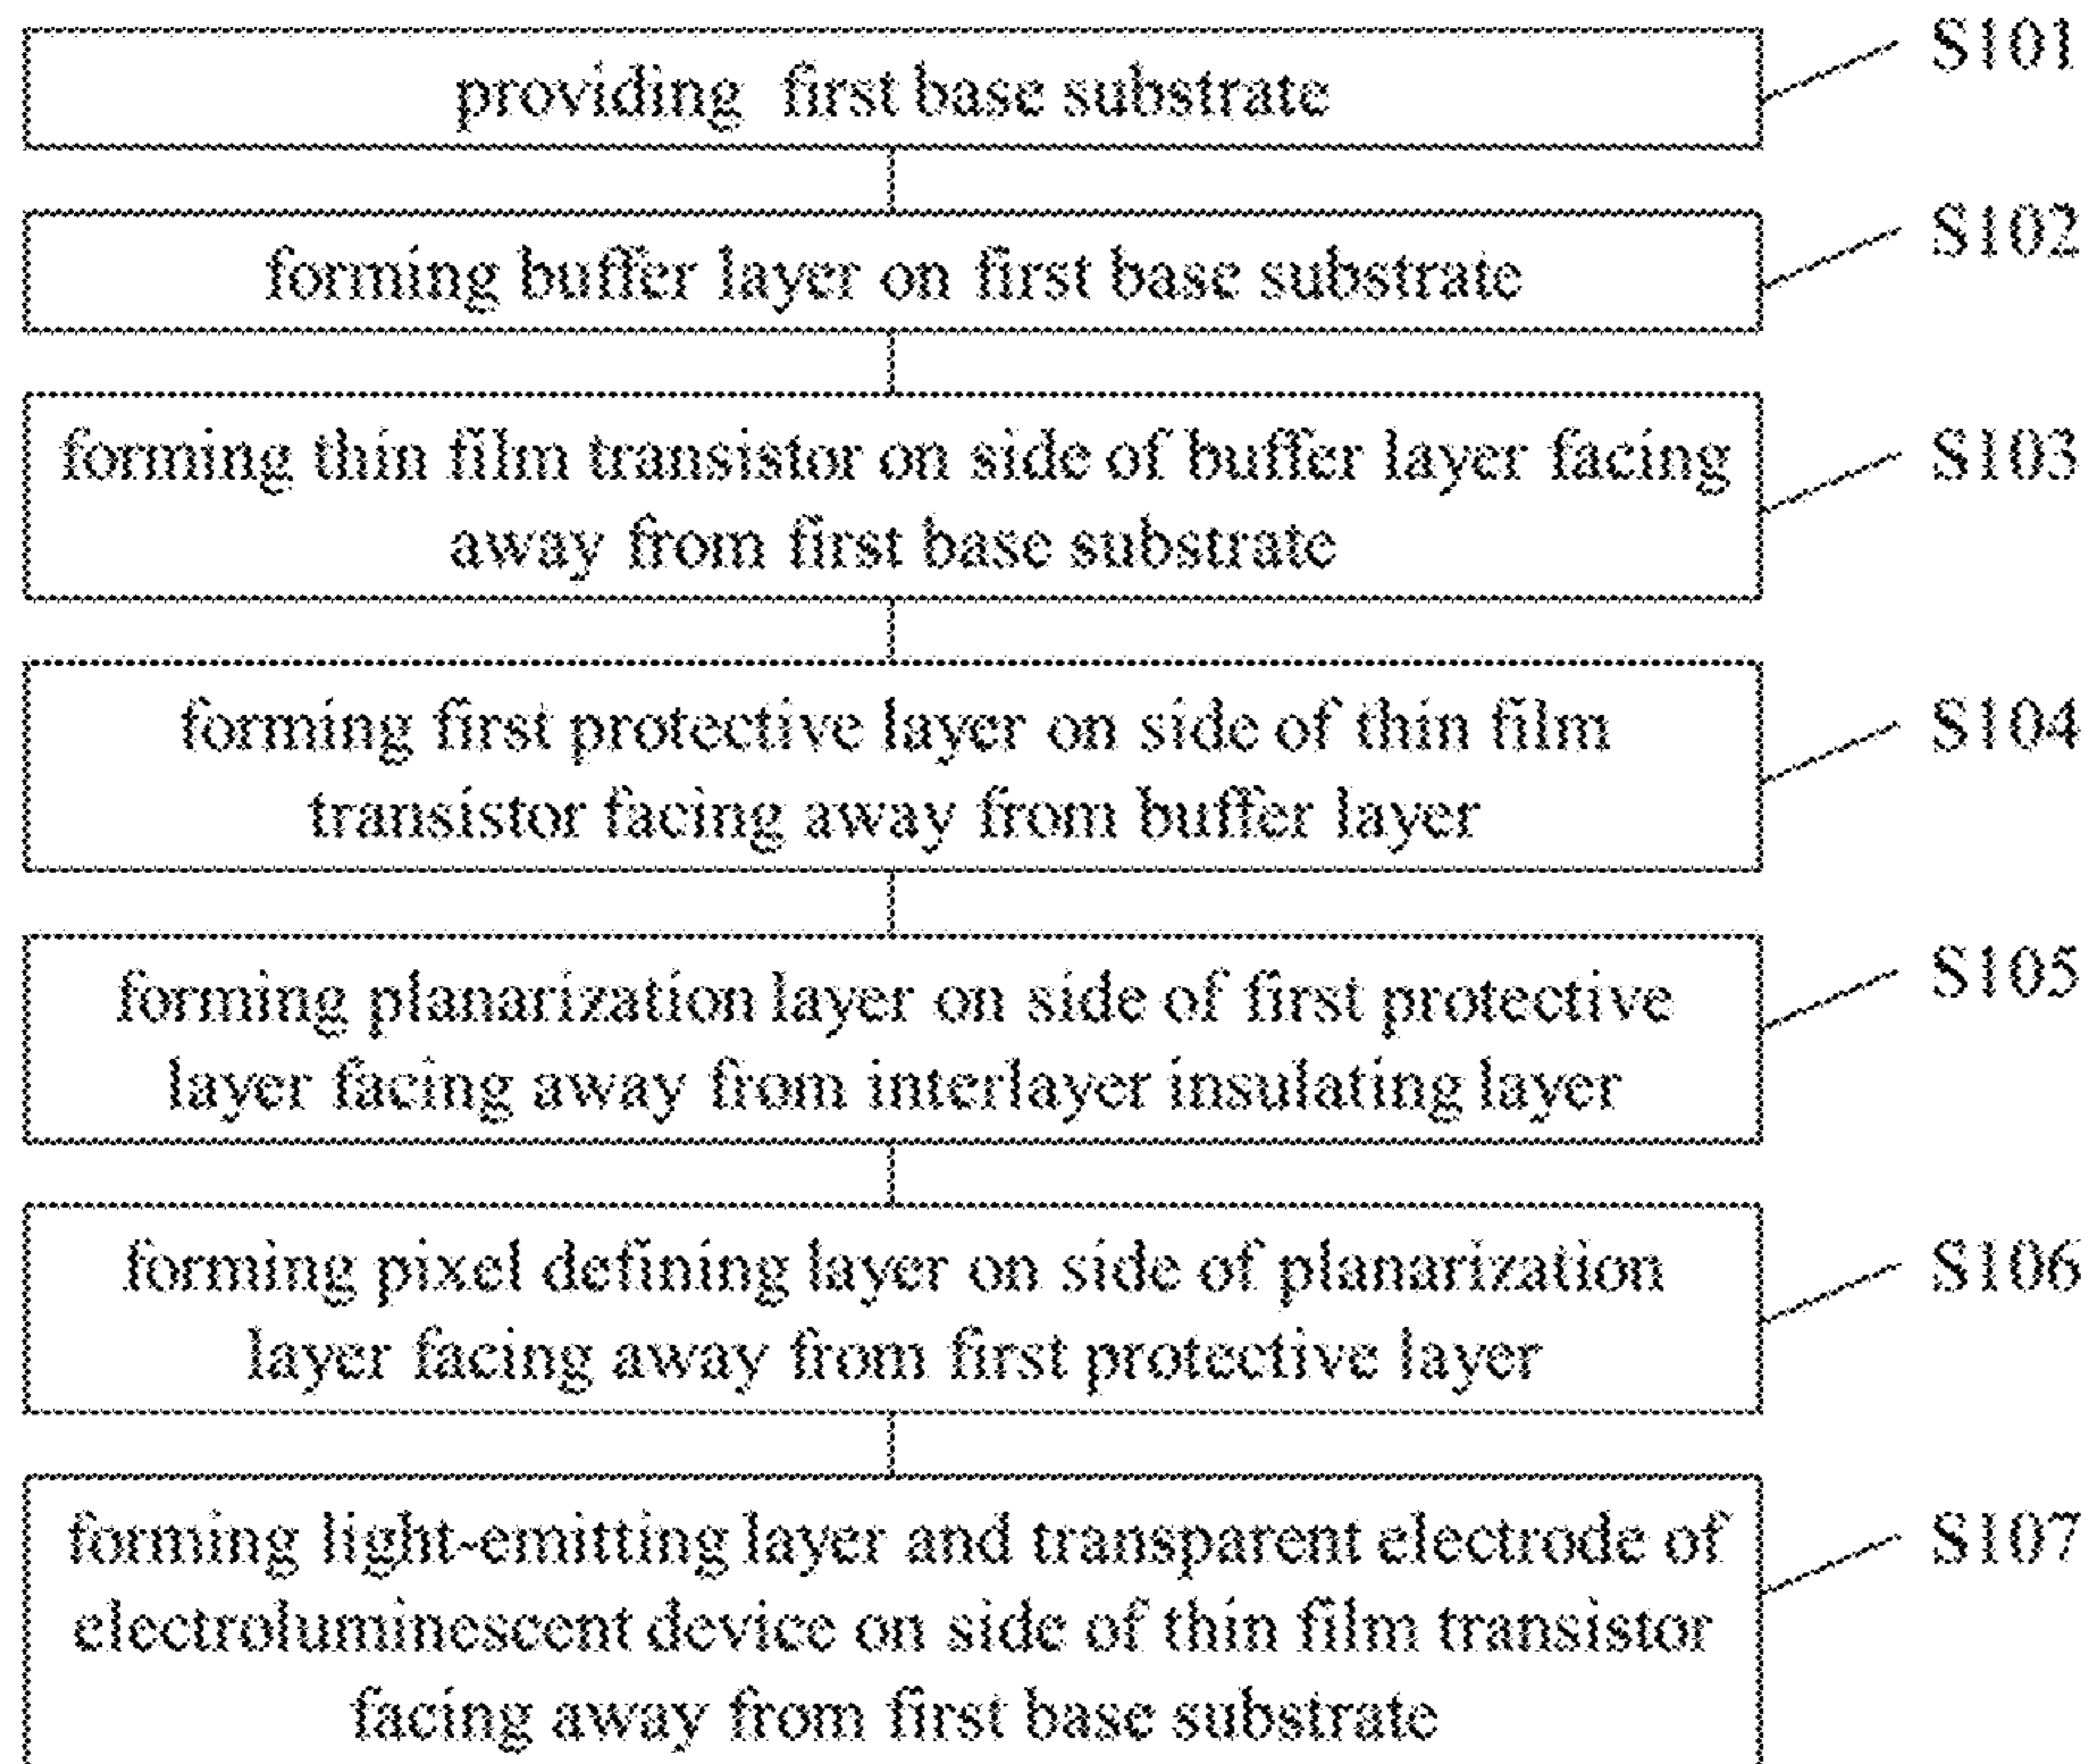 providing first base substrate
S101
forming buffer layer on first base substrate
S102
forming thin film transistor on side of buffer layer facing
away from first base substrate
S103
forming first protective layer on side of thin film
transistor facing away from buffer layer
S104
forming planarization layer on side of first protective
layer facing away from interlayer insulating layer
S105
forming pixel defining layer on side of planarization
layer facing away from first protective layer
S106
forming light-emitting layer and transparent electrode of
electroluminescent device on side of thin film transistor
facing away from first base substrate
S107